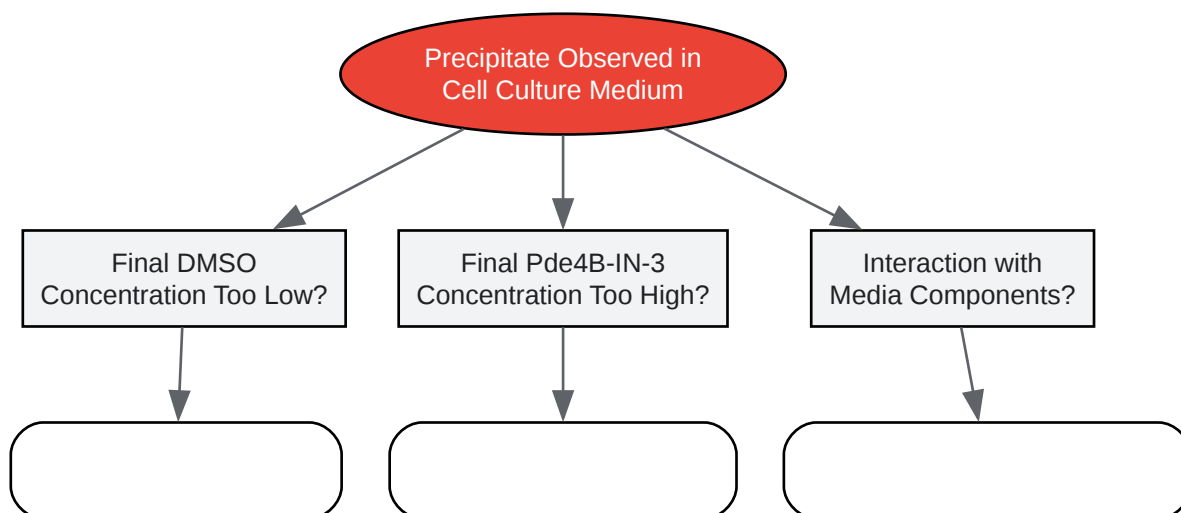 Precipitate Observed in
Cell Culture Medium
Final DMSO
Concentration Too Low?
Final Pde4B-IN-3
Concentration Too High?
Interaction with
Media Components?